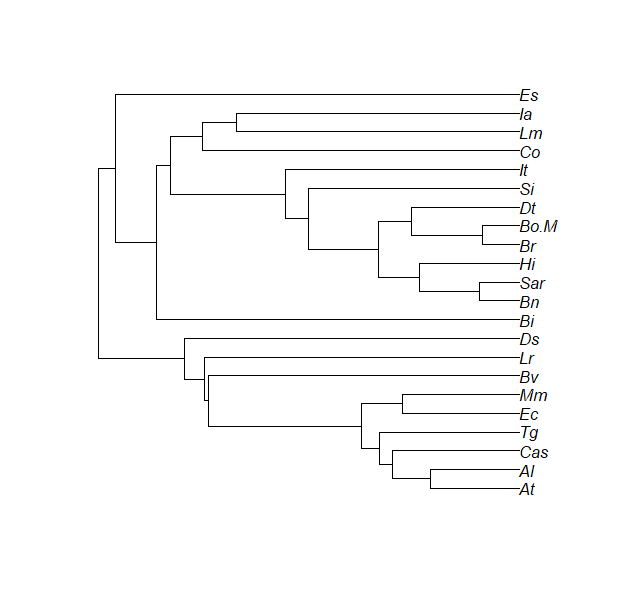 Es
Ia
Lm
Co
It
Si
Dt
Bo.M
Br
Hi
Sar
Bn
Bi
Ds
Lr
Bv
Mm
Ec
Tg
Cas
Al
At